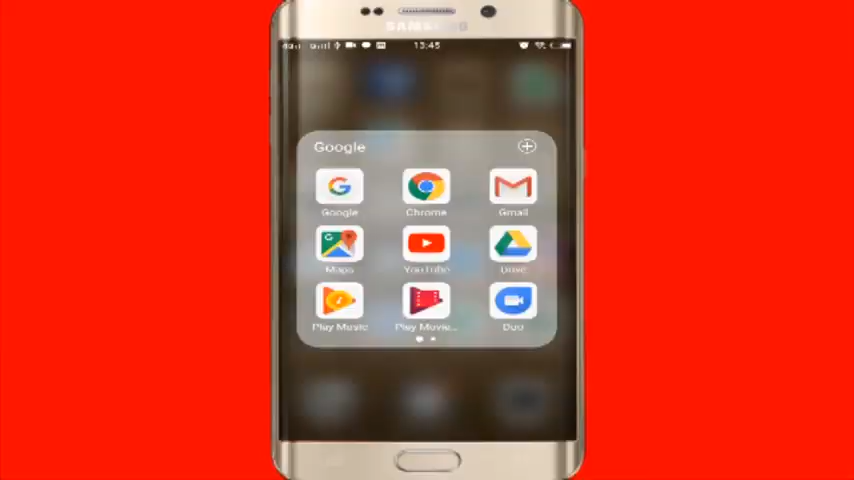 SAMSUNG
13:45
Google
Google Chrome Gmail
Maps YouTube Drive
Play Music Play Movie... Duo